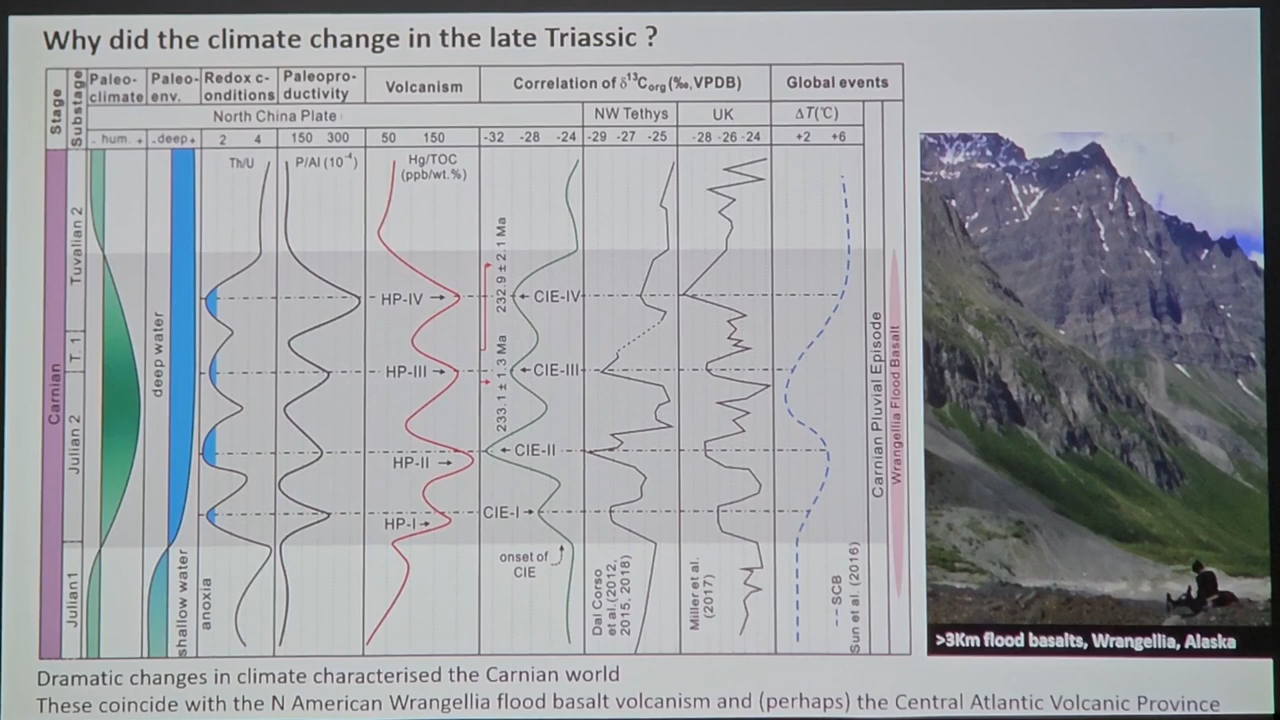 Why did the climate change in the late Triassic ?
Stage
Substage
Paleo-
climate
Paleo-
env.
Redox c-
onditions
Paleopro-
ductivity
Volcanism
Correlation of δ¹³Corg (‰, VPDB)
Global events
North China Plate
NW Tethys
UK
ΔT(℃)
- hum. +
- deep +
2 4
150 300
50 150
-32 -28 -24
-29 -27 -25
-28 -26 -24
+2 +6
Th/U
P/Al (10⁻⁴)
Hg/TOC
(ppb/wt.%)
Carnian
Tuvalian 2
T. 1
Julian 2
Julian1
deep water
shallow water
anoxia
HP-IV →
HP-III →
HP-II →
HP-I →
232.9 ± 2.1 Ma
233.1 ± 1.3 Ma
← CIE-IV
← CIE-III
← CIE-II
CIE-I →
onset of
CIE
Dal Corso
et al.(2012,
2015, 2018)
Miller et al.
(2017)
-- SCB
Sun et al. (2016)
Carnian Pluvial Episode
Wrangellia Flood Basalt
>3Km flood basalts, Wrangellia, Alaska
Dramatic changes in climate characterised the Carnian world
These coincide with the N American Wrangellia flood basalt volcanism and (perhaps) the Central Atlantic Volcanic Province